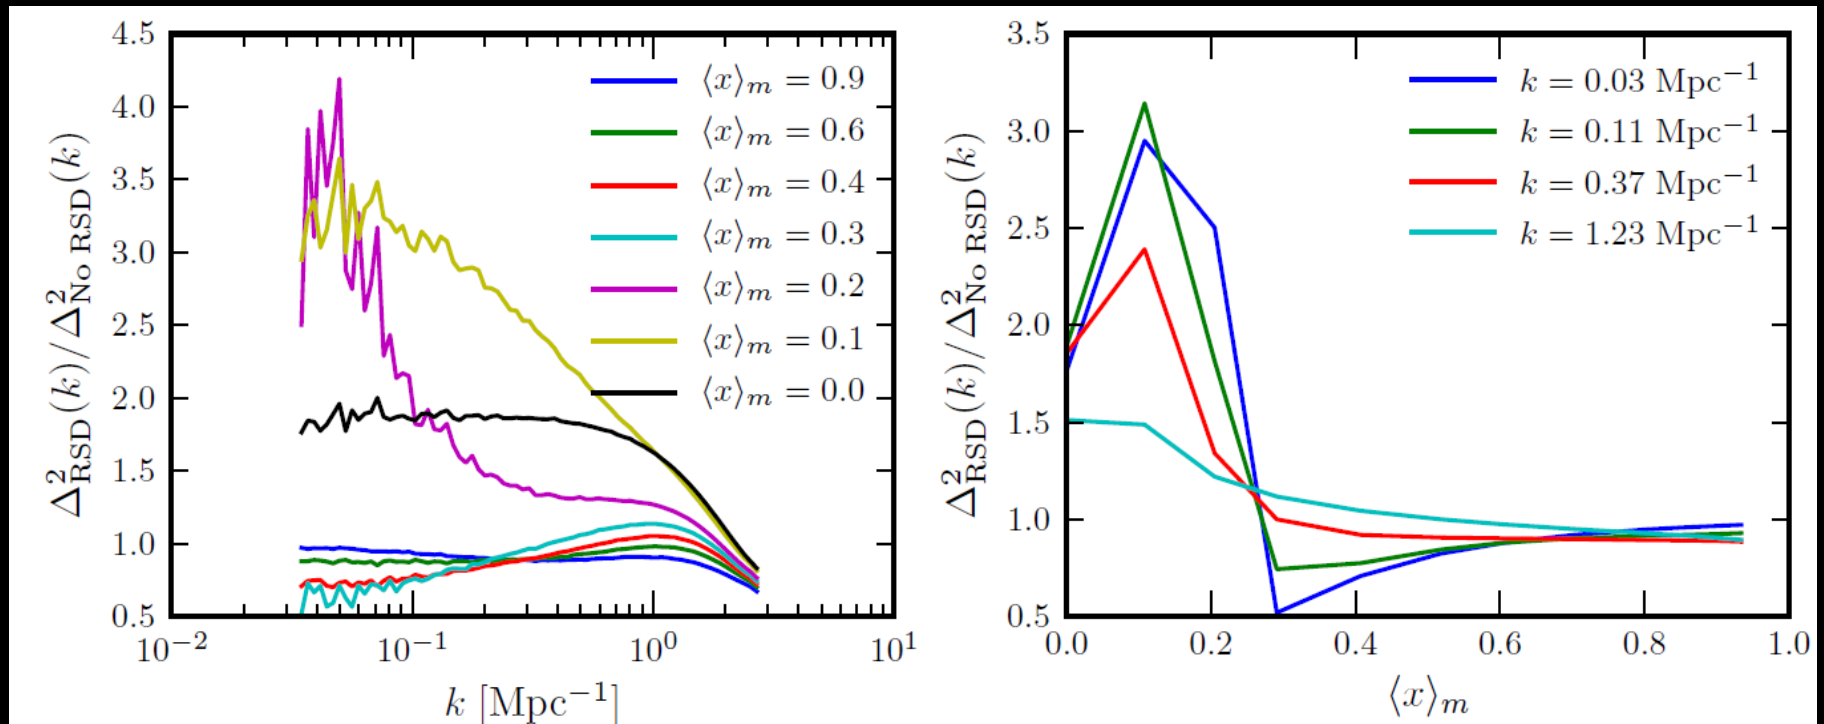 Δ²RSD(k)/Δ²No RSD(k)
4.5
4.0
3.5
3.0
2.5
2.0
1.5
1.0
0.5
10⁻²
10⁻¹
10⁰
10¹
k [Mpc⁻¹]
⟨x⟩m = 0.9
⟨x⟩m = 0.6
⟨x⟩m = 0.4
⟨x⟩m = 0.3
⟨x⟩m = 0.2
⟨x⟩m = 0.1
⟨x⟩m = 0.0
Δ²RSD(k)/Δ²No RSD(k)
3.5
3.0
2.5
2.0
1.5
1.0
0.5
0.0
0.2
0.4
0.6
0.8
1.0
⟨x⟩m
k = 0.03 Mpc⁻¹
k = 0.11 Mpc⁻¹
k = 0.37 Mpc⁻¹
k = 1.23 Mpc⁻¹